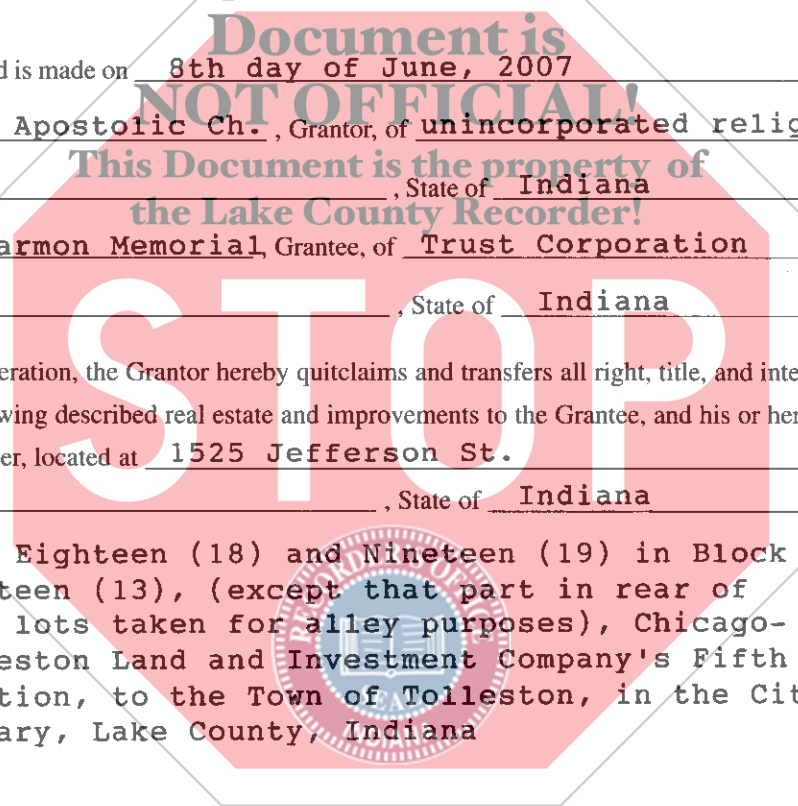 Document is
d is made on 8th day of June, 2007
NOT OFFICIAL!
Apostolic Ch. , Grantor, of unincorporated relig
This Document is the property of
, State of Indiana
the Lake County Recorder!
armon Memorial, Grantee, of Trust Corporation
, State of Indiana
STOP
eration, the Grantor hereby quitclaims and transfers all right, title, and inte
wing described real estate and improvements to the Grantee, and his or her
er, located at 1525 Jefferson St.
, State of Indiana
Eighteen (18) and Nineteen (19) in Block
teen (13), (except that part in rear of
lots taken for alley purposes), Chicago-
eston Land and Investment Company's Fifth
tion, to the Town of Tolleston, in the Cit
ary, Lake County, Indiana
RECORDER OFFICE
SEAL
INDIANA